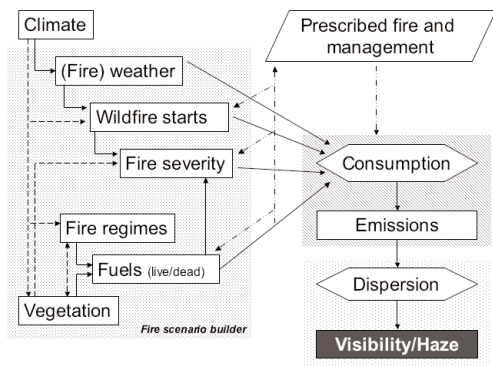 Climate
Prescribed fire and
management
(Fire) weather
Wildfire starts
Fire severity
Consumption
Fire regimes
Emissions
Fuels (live/dead)
Dispersion
Vegetation
Fire scenario builder
Visibility/Haze